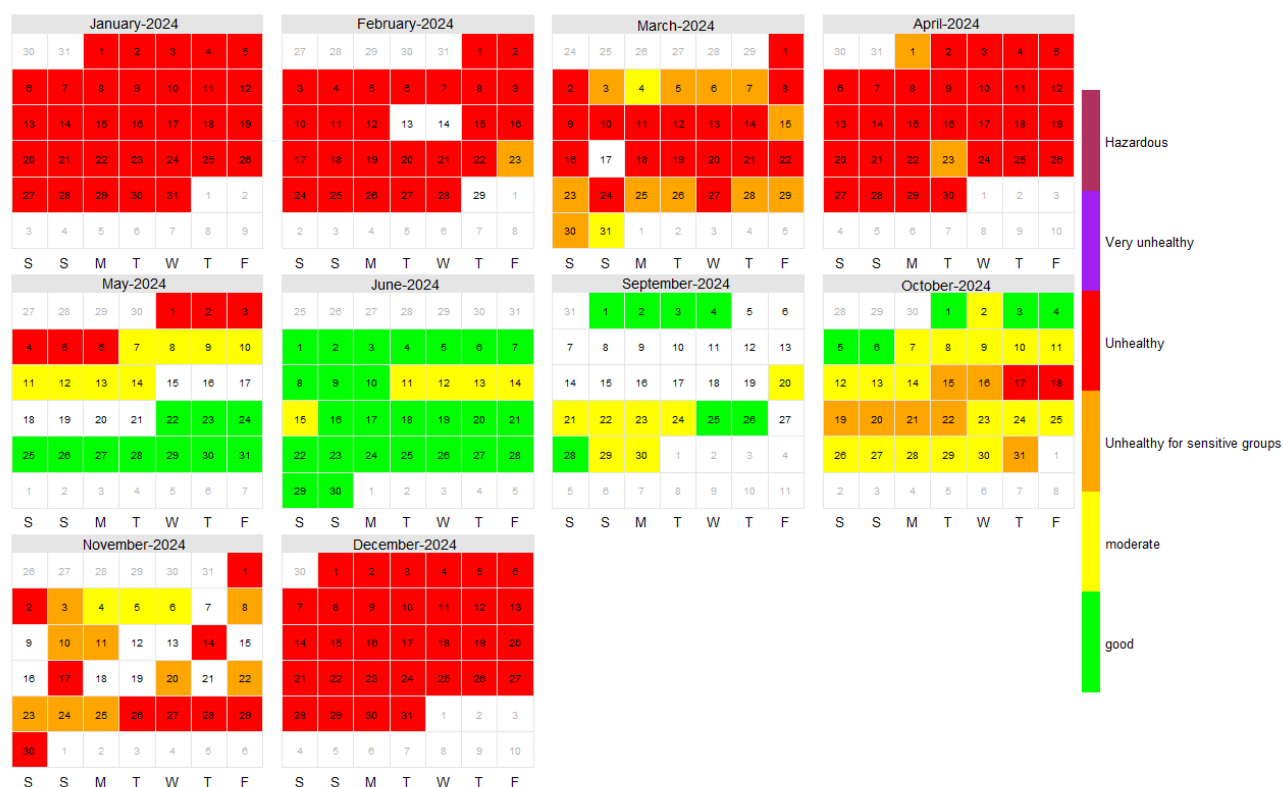 January-2024
30 31 1 2 3 4 5
6 7 8 9 10 11 12
13 14 15 16 17 18 19
20 21 22 23 24 25 26
27 28 29 30 31 1 2
3 4 5 6 7 8 9
S S M T W T F
February-2024
27 28 29 30 31 1 2
3 4 5 6 7 8 9
10 11 12 13 14 15 16
17 18 19 20 21 22 23
24 25 26 27 28 29 1
2 3 4 5 6 7 8
S S M T W T F
March-2024
24 25 26 27 28 29 1
2 3 4 5 6 7 8
9 10 11 12 13 14 15
16 17 18 19 20 21 22
23 24 25 26 27 28 29
30 31 1 2 3 4 5
S S M T W T F
April-2024
30 31 1 2 3 4 5
6 7 8 9 10 11 12
13 14 15 16 17 18 19
20 21 22 23 24 25 26
27 28 29 30 1 2 3
4 5 6 7 8 9 10
S S M T W T F
May-2024
27 28 29 30 1 2 3
4 5 6 7 8 9 10
11 12 13 14 15 16 17
18 19 20 21 22 23 24
25 26 27 28 29 30 31
1 2 3 4 5 6 7
S S M T W T F
June-2024
25 26 27 28 29 30 31
1 2 3 4 5 6 7
8 9 10 11 12 13 14
15 16 17 18 19 20 21
22 23 24 25 26 27 28
29 30 1 2 3 4 5
S S M T W T F
September-2024
31 1 2 3 4 5 6
7 8 9 10 11 12 13
14 15 16 17 18 19 20
21 22 23 24 25 26 27
28 29 30 1 2 3 4
5 6 7 8 9 10 11
S S M T W T F
October-2024
28 29 30 1 2 3 4
5 6 7 8 9 10 11
12 13 14 15 16 17 18
19 20 21 22 23 24 25
26 27 28 29 30 31 1
2 3 4 5 6 7 8
S S M T W T F
November-2024
26 27 28 29 30 31 1
2 3 4 5 6 7 8
9 10 11 12 13 14 15
16 17 18 19 20 21 22
23 24 25 26 27 28 29
30 1 2 3 4 5 6
S S M T W T F
December-2024
30 1 2 3 4 5 6
7 8 9 10 11 12 13
14 15 16 17 18 19 20
21 22 23 24 25 26 27
28 29 30 31 1 2 3
4 5 6 7 8 9 10
S S M T W T F
Hazardous
Very unhealthy
Unhealthy
Unhealthy for sensitive groups
moderate
good